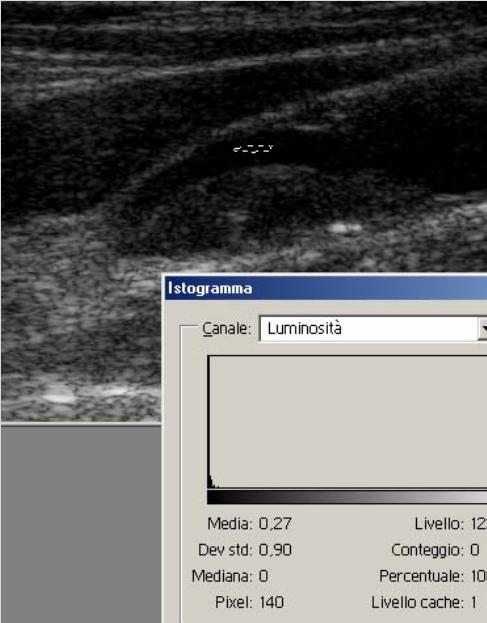 Istogramma
Canale: Luminosità
Media: 0,27 Livello: 12
Dev std: 0,90 Conteggio: 0
Mediana: 0 Percentuale: 10
Pixel: 140 Livello cache: 1